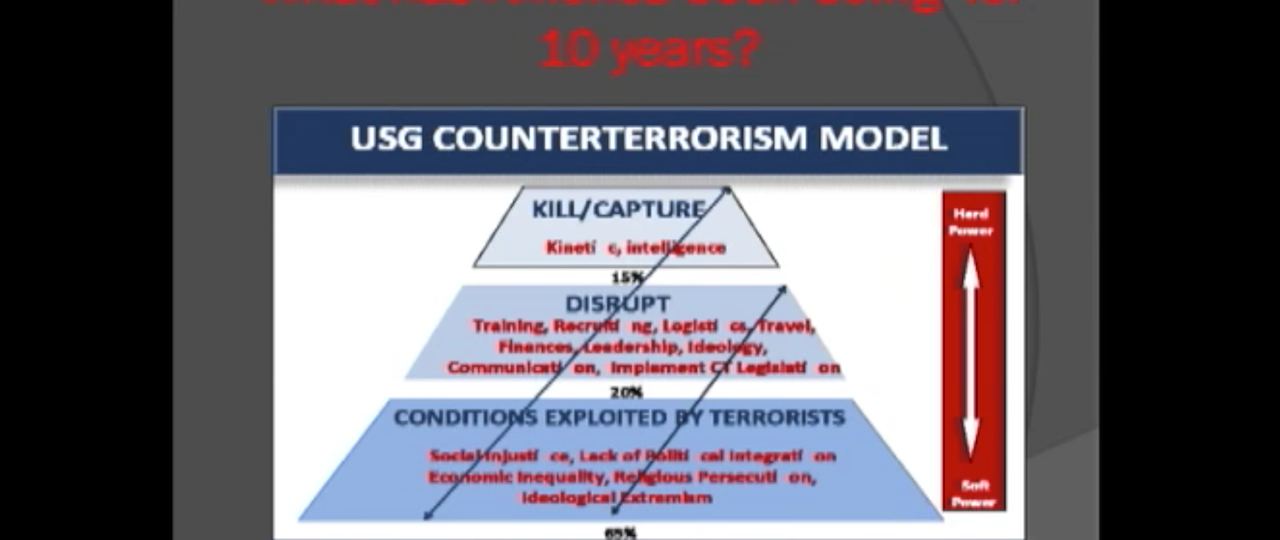 10 years?
USG COUNTERTERRORISM MODEL
KILL/CAPTURE
Kineti c, intelligence
15%
DISRUPT
Training, Recruiti ng, Logisti cs, Travel,
Finances, Leadership, Ideology,
Communicati on, Implement CT Legislati on
20%
CONDITIONS EXPLOITED BY TERRORISTS
Social Injusti ce, Lack of Politi cal Integrati on
Economic Inequality, Religious Persecuti on,
Ideological Extremism
65%
Hard
Power
Soft
Power